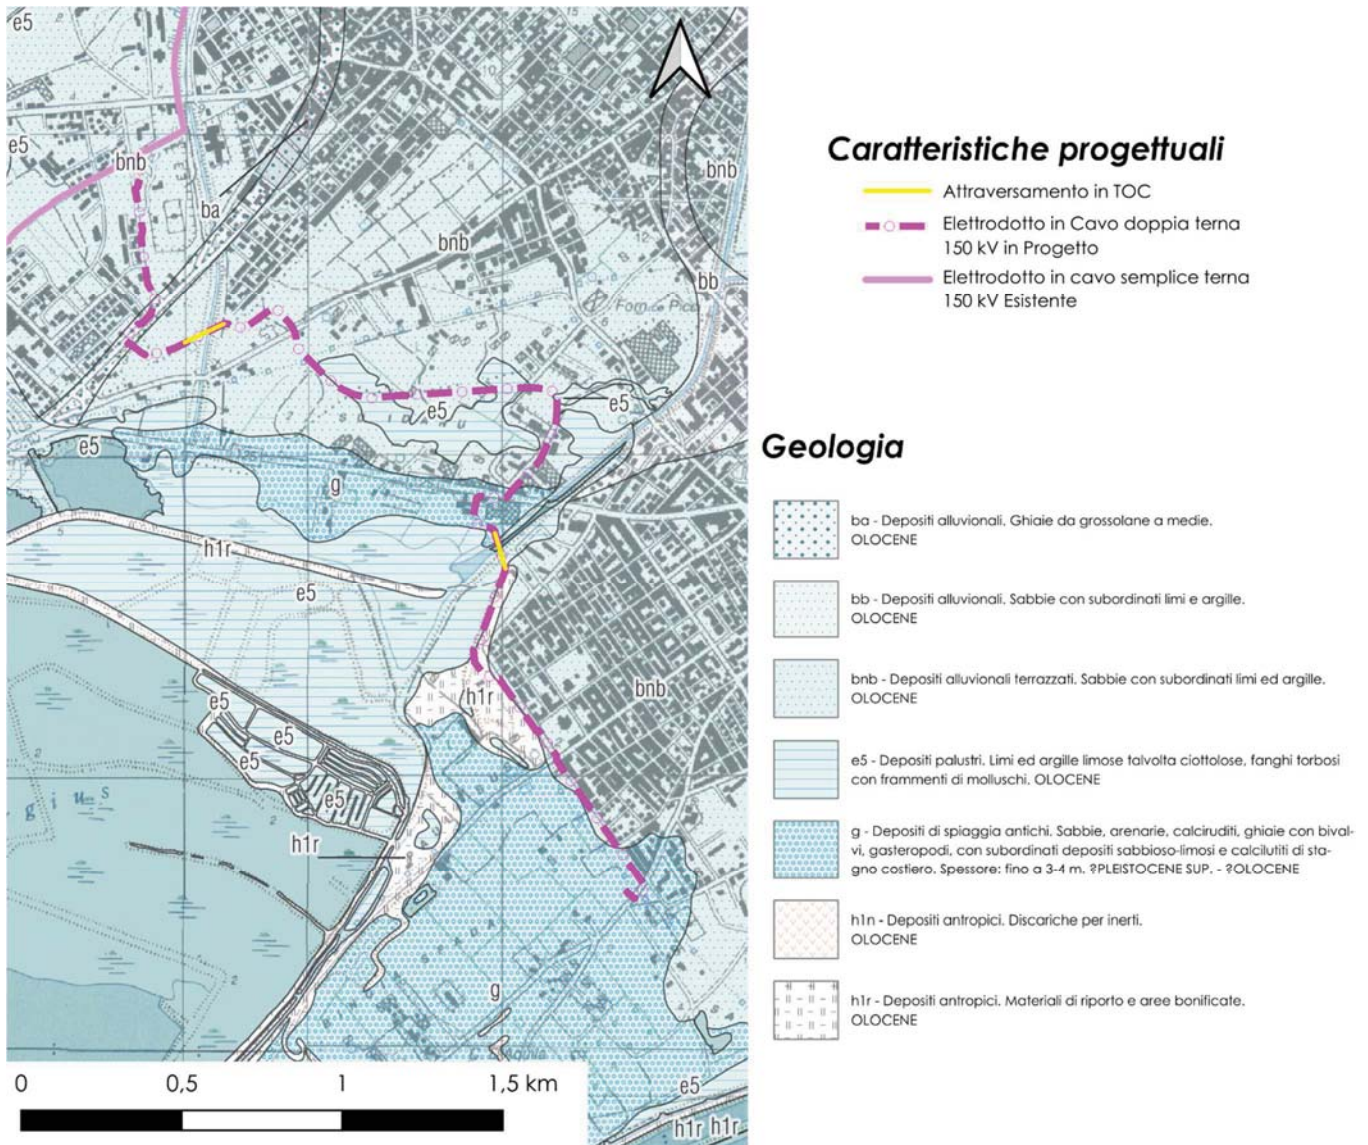 e5
e5
bnb
ba
bnb
bnb
bb
Fornace Picci
e5
e5
e5
g
h1r
e5
h1r
bnb
e5
e5
e5
e5
h1r
g
e5
h1r h1r
0 0,5 1 1,5 km
Caratteristiche progettuali
Attraversamento in TOC
Elettrodotto in Cavo doppia terna
150 kV in Progetto
Elettrodotto in cavo semplice terna
150 kV Esistente
Geologia
ba - Depositi alluvionali. Ghiaie da grossolane a medie.
OLOCENE
bb - Depositi alluvionali. Sabbie con subordinati limi e argille.
OLOCENE
bnb - Depositi alluvionali terrazzati. Sabbie con subordinati limi ed argille.
OLOCENE
e5 - Depositi palustri. Limi ed argille limose talvolta ciottolose, fanghi torbosi
con frammenti di molluschi. OLOCENE
g - Depositi di spiaggia antichi. Sabbie, arenarie, calciruditi, ghiaie con bival-
vi, gasteropodi, con subordinati depositi sabbioso-limosi e calcilutiti di sta-
gno costiero. Spessore: fino a 3-4 m. ?PLEISTOCENE SUP. - ?OLOCENE
h1n - Depositi antropici. Discariche per inerti.
OLOCENE
h1r - Depositi antropici. Materiali di riporto e aree bonificate.
OLOCENE